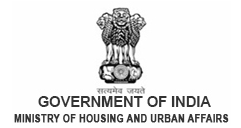 सत्यमेव जयते
GOVERNMENT OF INDIA
MINISTRY OF HOUSING AND URBAN AFFAIRS